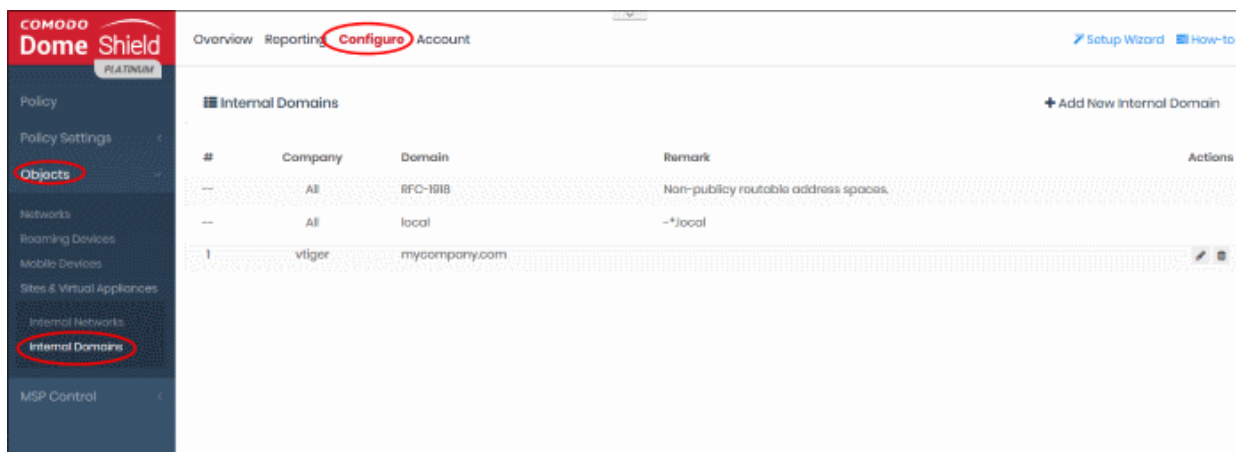 COMODO
Dome Shield
PLATINUM
Overview Reporting Configure Account
Setup Wizard How-to
Policy
Policy Settings
Objects
Networks
Roaming Devices
Mobile Devices
Sites & Virtual Appliances
Internal Networks
Internal Domains
MSP Control
Internal Domains
+ Add New Internal Domain
# Company Domain Remark Actions
-- All RFC-1918 Non-publicy routable address spaces.
-- All local -*.local
1 vtiger mycompany.com